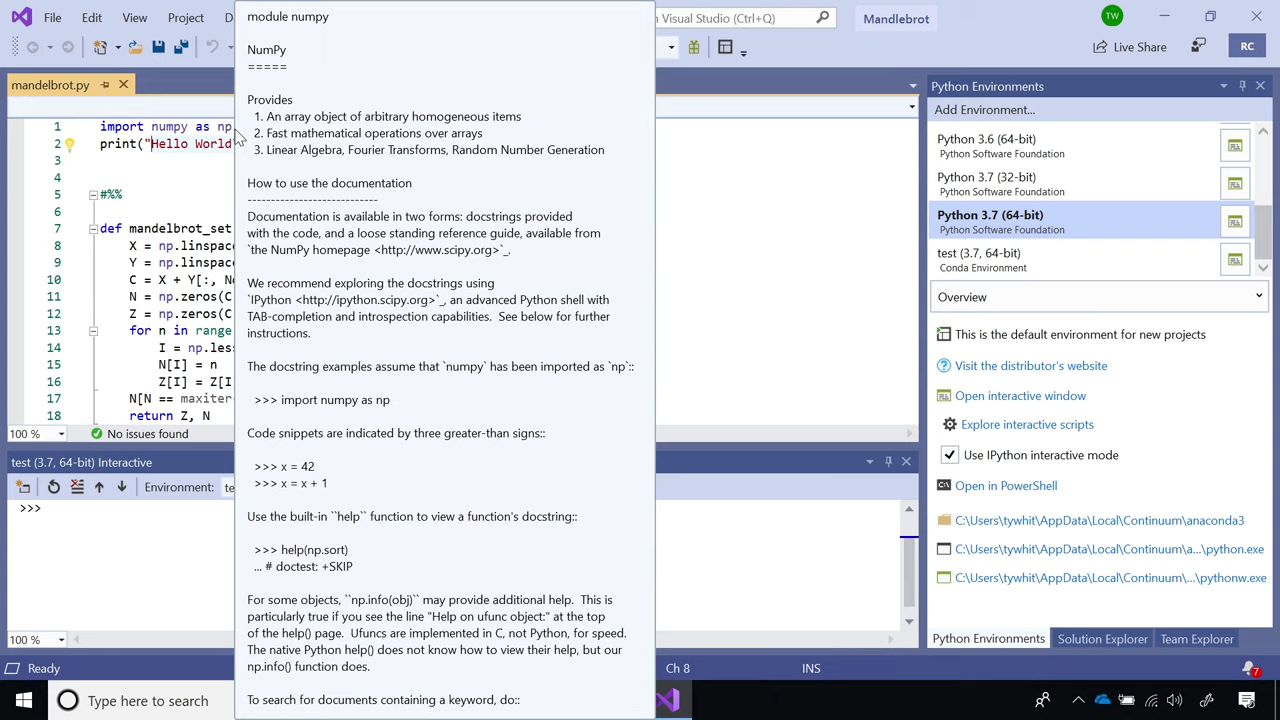 File
Edit
Visual Studio (Ctrl+Q)
Mandlebrot
TW
Live Share
RC
mandelbrot.py
1 import numpy as np
2 print("Hello World
3
4
5 #%%
6
7 def mandelbrot_set
8 X = np.linspace
9 Y = np.linspace
10 C = X + Y[:, No
11 N = np.zeros(C
12 Z = np.zeros(C
13 for n in range
14 I = np.les
15 N[I] = n
16 Z[I] = Z[I
17 N[N == maxiter
18 return Z, N
100 %
No issues found
test (3.7, 64-bit) Interactive
Environment: te
>>>
100 %
module numpy
NumPy
=====
Provides
1. An array object of arbitrary homogeneous items
2. Fast mathematical operations over arrays
3. Linear Algebra, Fourier Transforms, Random Number Generation
How to use the documentation
----------------------------
Documentation is available in two forms: docstrings provided
with the code, and a loose standing reference guide, available from
`the NumPy homepage <http://www.scipy.org>`_.
We recommend exploring the docstrings using
`IPython <http://ipython.scipy.org>`_, an advanced Python shell with
TAB-completion and introspection capabilities.  See below for further
instructions.
The docstring examples assume that `numpy` has been imported as `np`::
>>> import numpy as np
Code snippets are indicated by three greater-than signs::
>>> x = 42
>>> x = x + 1
Use the built-in ``help`` function to view a function's docstring::
>>> help(np.sort)
... # doctest: +SKIP
For some objects, ``np.info(obj)`` may provide additional help.  This is
particularly true if you see the line "Help on ufunc object:" at the top
of the help() page.  Ufuncs are implemented in C, not Python, for speed.
The native Python help() does not know how to view their help, but our
np.info() function does.
To search for documents containing a keyword, do::
Python Environments
Add Environment...
Python 3.6 (64-bit)
Python Software Foundation
Python 3.7 (32-bit)
Python Software Foundation
Python 3.7 (64-bit)
Python Software Foundation
test (3.7, 64-bit)
Conda Environment
Overview
This is the default environment for new projects
Visit the distributor's website
Open interactive window
Explore interactive scripts
Use IPython interactive mode
Open in PowerShell
C:\Users\tywhit\AppData\Local\Continuum\anaconda3
C:\Users\tywhit\AppData\Local\Continuum\a...\python.exe
C:\Users\tywhit\AppData\Local\Continuum\...\pythonw.exe
Python Environments
Solution Explorer
Team Explorer
Ready
Ch 8
INS
7
Type here to search